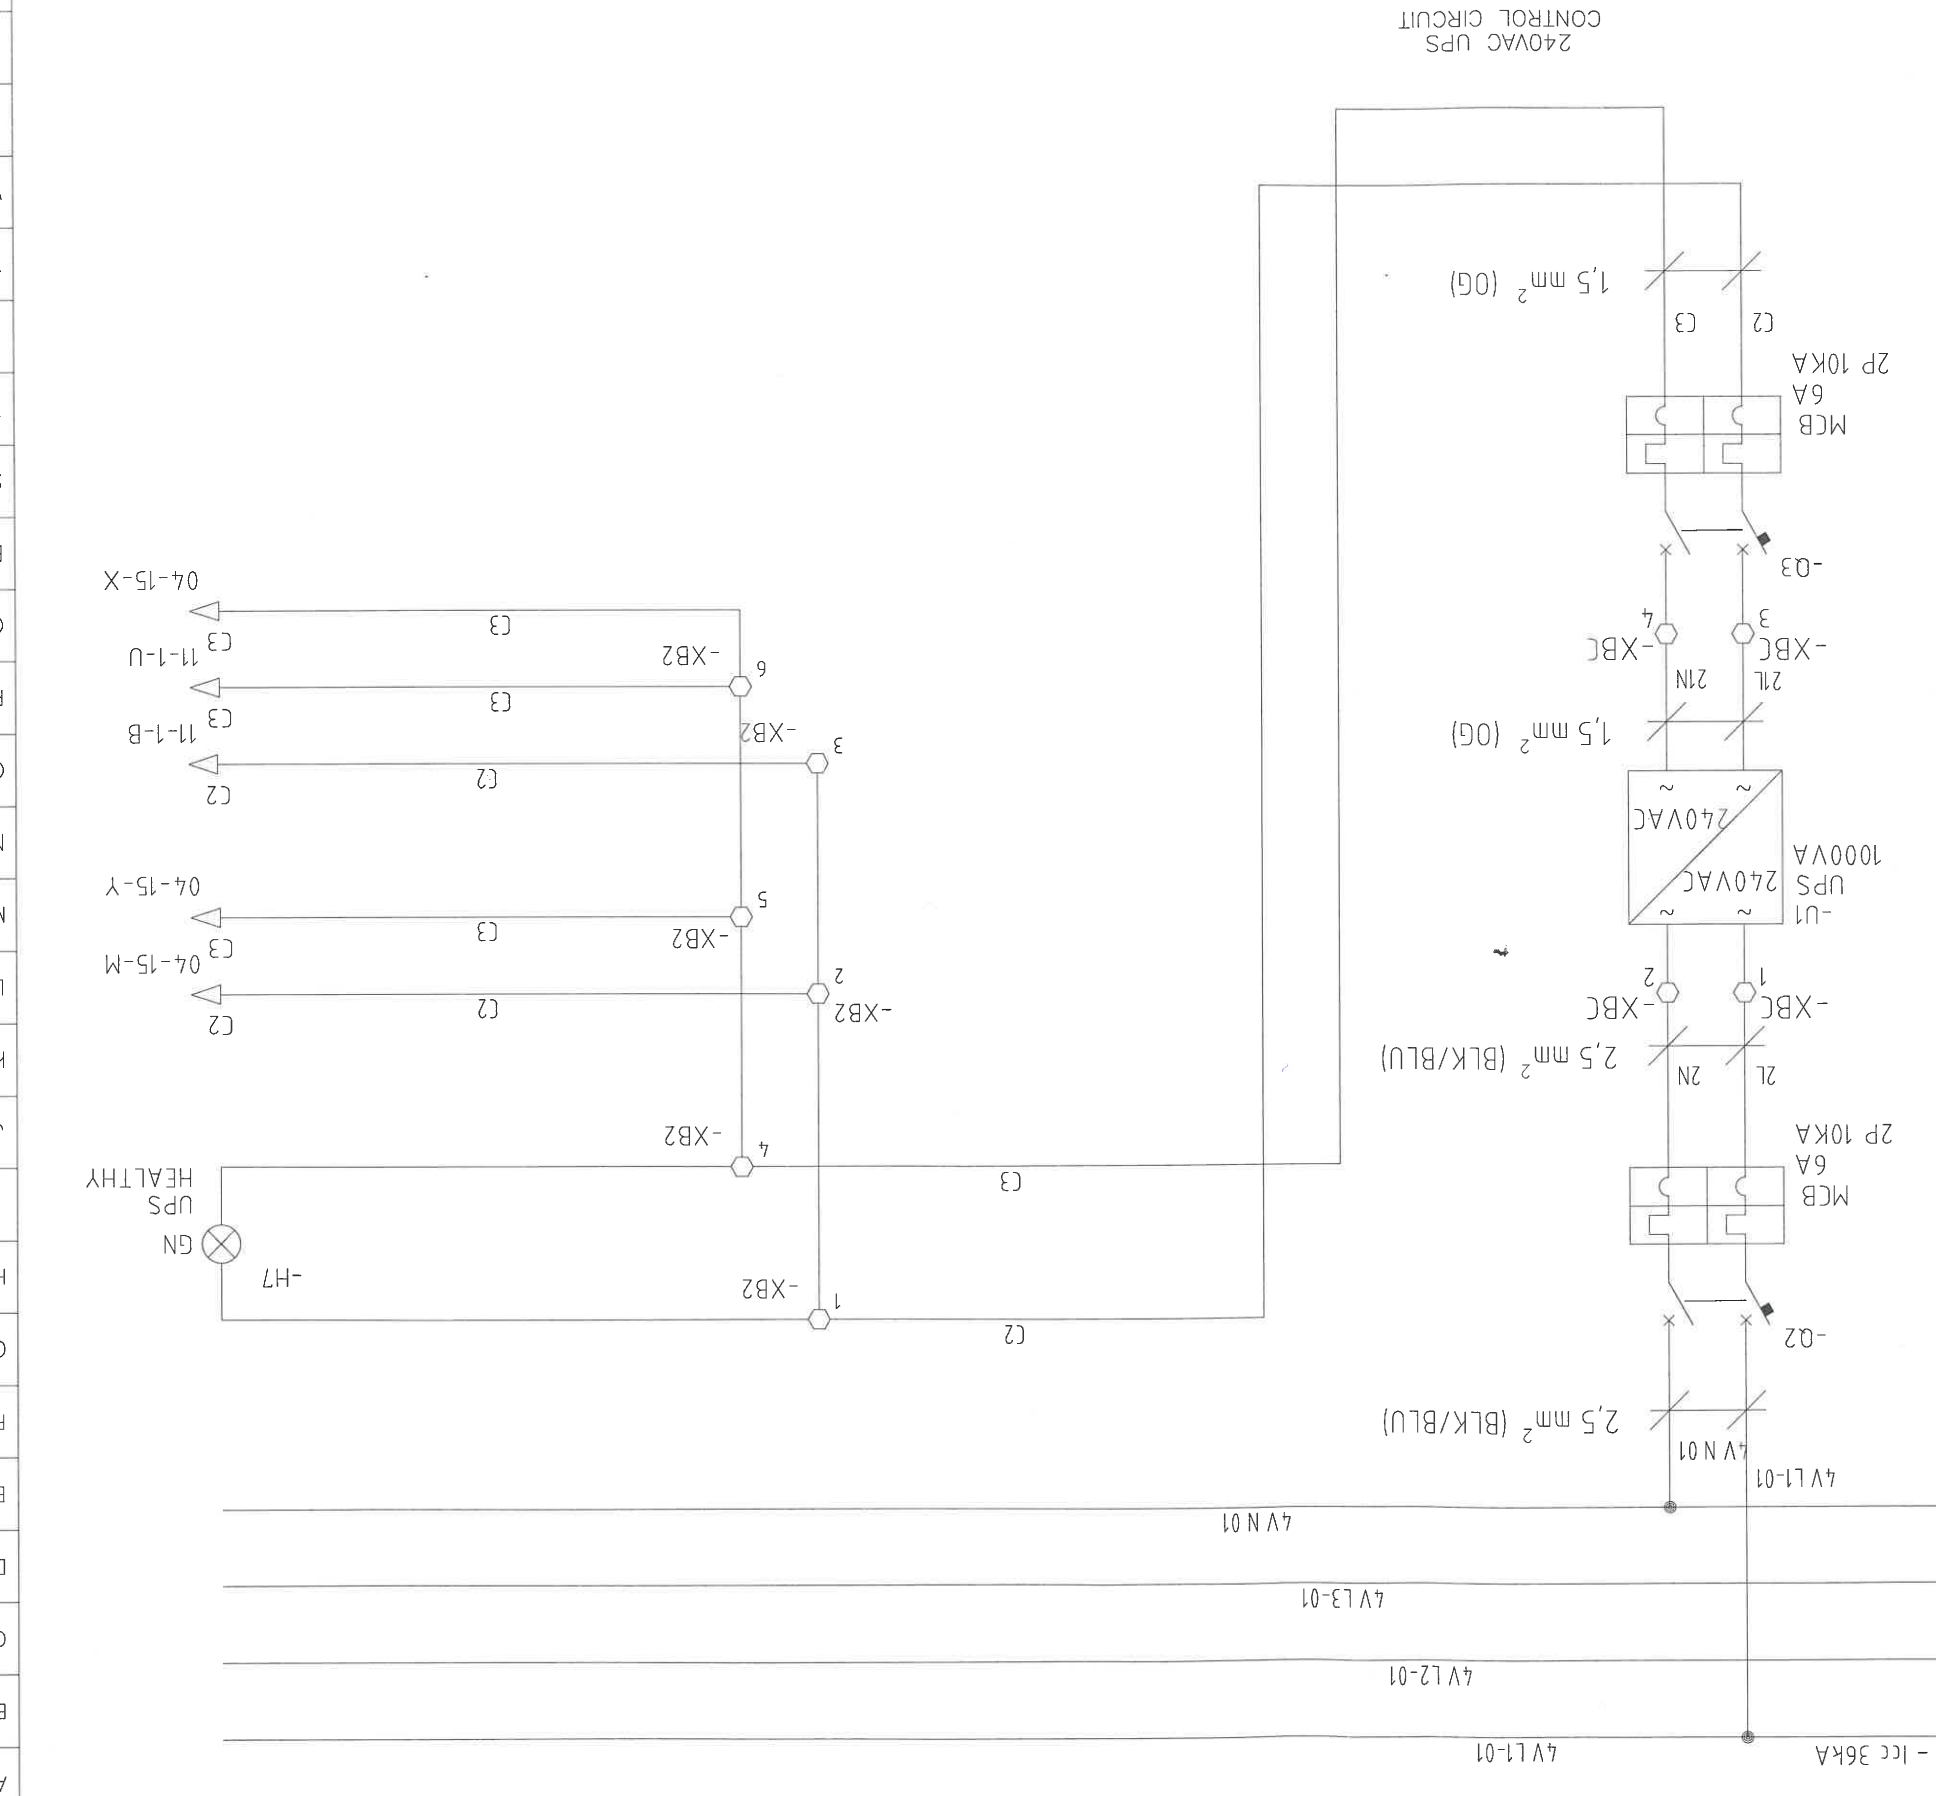 - Icc 36kA
4V L1-01
4V L2-01
4V L3-01
4V N 01
4V L1-01
4V N 01
2,5 mm² (BLK/BLU)
-Q2
MCB
6A
2P 10KA
2L
2N
2,5 mm² (BLK/BLU)
-XBC
1
-XBC
2
-U1
UPS
1000VA
~
~
240VAC
240VAC
~
~
1,5 mm² (OG)
21L
21N
-XBC
3
-XBC
4
-Q3
MCB
6A
2P 10KA
C2
C3
1,5 mm² (OG)
240VAC UPS
CONTROL CIRCUIT
C2
1
-XB2
-H7
GN
UPS
HEALTHY
C3
4
-XB2
-XB2
2
C2
C2
04-15-M
-XB2
5
C3
C3
04-15-Y
3
-XB2
C2
C2
11-1-B
6
-XB2
C3
C3
11-1-U
C3
C3
04-15-X